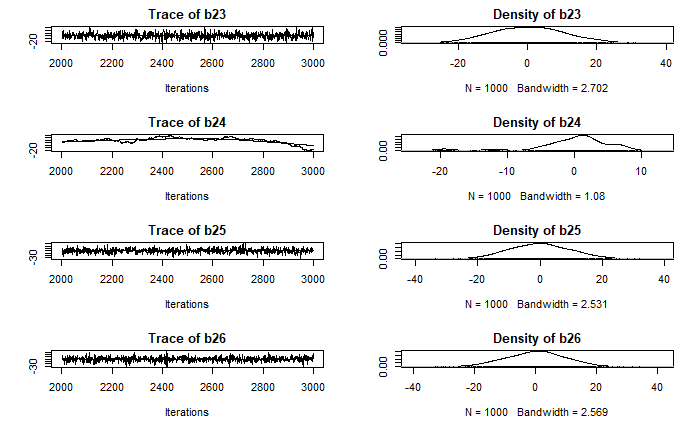 Trace of b23
-20
2000 2200 2400 2600 2800 3000
Iterations
Density of b23
0.000
-20 0 20 40
N = 1000 Bandwidth = 2.702
Trace of b24
-20
2000 2200 2400 2600 2800 3000
Iterations
Density of b24
0.00
-20 -10 0 10
N = 1000 Bandwidth = 1.08
Trace of b25
-30
2000 2200 2400 2600 2800 3000
Iterations
Density of b25
0.00
-40 -20 0 20 40
N = 1000 Bandwidth = 2.531
Trace of b26
-30
2000 2200 2400 2600 2800 3000
Iterations
Density of b26
0.00
-40 -20 0 20 40
N = 1000 Bandwidth = 2.569